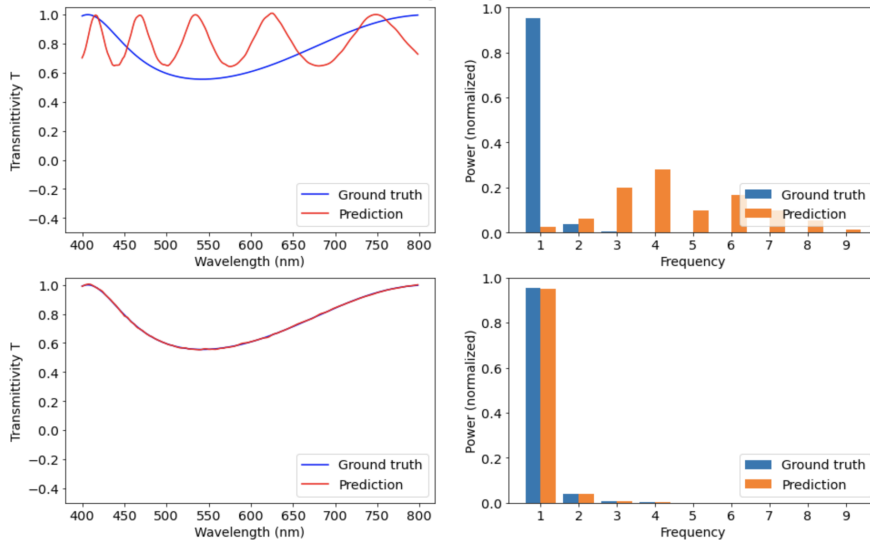 Transmittivity T
1.0
0.8
0.6
0.4
0.2
0.0
−0.2
−0.4
Ground truth
Prediction
400 450 500 550 600 650 700 750 800
Wavelength (nm)
Power (normalized)
1.0
0.8
0.6
0.4
0.2
0.0
Ground truth
Prediction
1 2 3 4 5 6 7 8 9
Frequency
Transmittivity T
1.0
0.8
0.6
0.4
0.2
0.0
−0.2
−0.4
Ground truth
Prediction
400 450 500 550 600 650 700 750 800
Wavelength (nm)
Power (normalized)
1.0
0.8
0.6
0.4
0.2
0.0
Ground truth
Prediction
1 2 3 4 5 6 7 8 9
Frequency